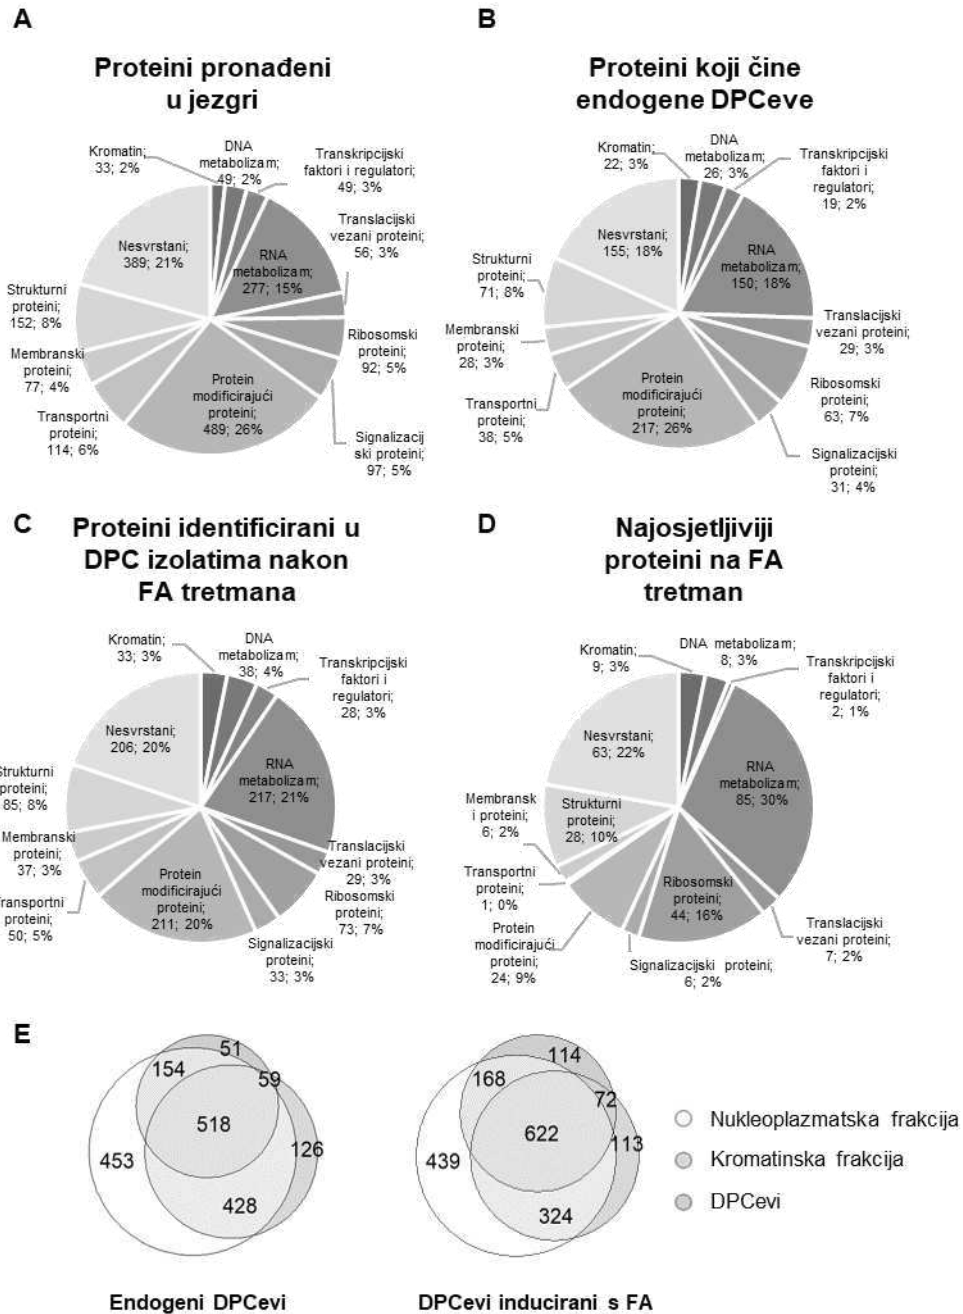 A
Proteini pronađeni
u jezgri
Kromatin;
33; 2%
DNA
metabolizam;
49; 2%
Transkripcijski
faktori i regulatori;
49; 3%
RNA
metabolizam;
277; 15%
Translacijski
vezani proteini;
56; 3%
Ribosomski
proteini;
92; 5%
Signalizacij
ski proteini;
97; 5%
Protein
modificirajući
proteini;
489; 26%
Transportni
proteini;
114; 6%
Membranski
proteini;
77; 4%
Strukturni
proteini;
152; 8%
Nesvrstani;
389; 21%
B
Proteini koji čine
endogene DPCeve
Kromatin;
22; 3%
DNA
metabolizam;
26; 3%
Transkripcijski
faktori i
regulatori;
19; 2%
RNA
metabolizam;
150; 18%
Translacijski
vezani proteini;
29; 3%
Ribosomski
proteini;
63; 7%
Signalizacijski
proteini;
31; 4%
Protein
modificirajući
proteini;
217; 26%
Transportni
proteini;
38; 5%
Membranski
proteini;
28; 3%
Strukturni
proteini;
71; 8%
Nesvrstani;
155; 18%
C
Proteini identificirani u
DPC izolatima nakon
FA tretmana
Kromatin;
33; 3%
DNA
metabolizam;
38; 4%
Transkripcijski
faktori i
regulatori;
28; 3%
RNA
metabolizam;
217; 21%
Translacijski
vezani proteini;
29; 3%
Ribosomski
proteini;
73; 7%
Signalizacijski
proteini;
33; 3%
Protein
modificirajući
proteini;
211; 20%
ransportni
proteini;
50; 5%
Membranski
proteini;
37; 3%
Strukturni
proteini;
85; 8%
Nesvrstani;
206; 20%
D
Najosjetljiviji
proteini na FA
tretman
Kromatin;
9; 3%
DNA metabolizam;
8; 3%
Transkripcijski
faktori i
regulatori;
2; 1%
RNA
metabolizam;
85; 30%
Translacijski
vezani proteini;
7; 2%
Ribosomski
proteini;
44; 16%
Signalizacijski proteini;
6; 2%
Protein
modificirajući
proteini;
24; 9%
Transportni
proteini;
1; 0%
Membransk
i proteini;
6; 2%
Strukturni
proteini;
28; 10%
Nesvrstani;
63; 22%
E
51
154
59
518
126
453
428
Endogeni DPCevi
114
168
72
622
113
439
324
DPCevi inducirani s FA
Nukleoplazmatska frakcija
Kromatinska frakcija
DPCevi